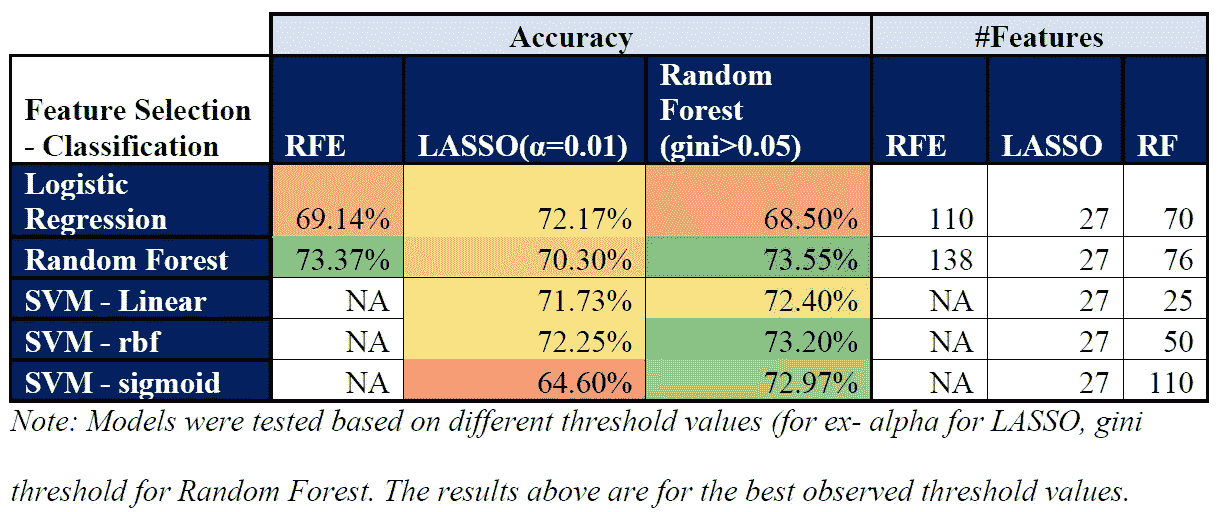 Accuracy #Features
Feature Selection - Classification RFE LASSO(α=0.01) Random Forest (gini>0.05) RFE LASSO RF
Logistic Regression 69.14% 72.17% 68.50% 110 27 70
Random Forest 73.37% 70.30% 73.55% 138 27 76
SVM - Linear NA 71.73% 72.40% NA 27 25
SVM - rbf NA 72.25% 73.20% NA 27 50
SVM - sigmoid NA 64.60% 72.97% NA 27 110
Note: Models were tested based on different threshold values (for ex- alpha for LASSO, gini
threshold for Random Forest. The results above are for the best observed threshold values.